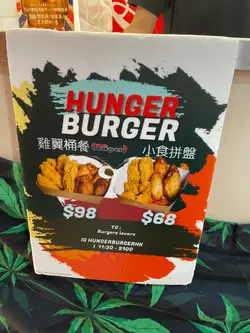 HUNGER
BURGER
雞翼桶餐
小食拼盤
$98
$68
TO:
Burgers lovers
IG HUNGERBURGERHK
11:30 - 2100